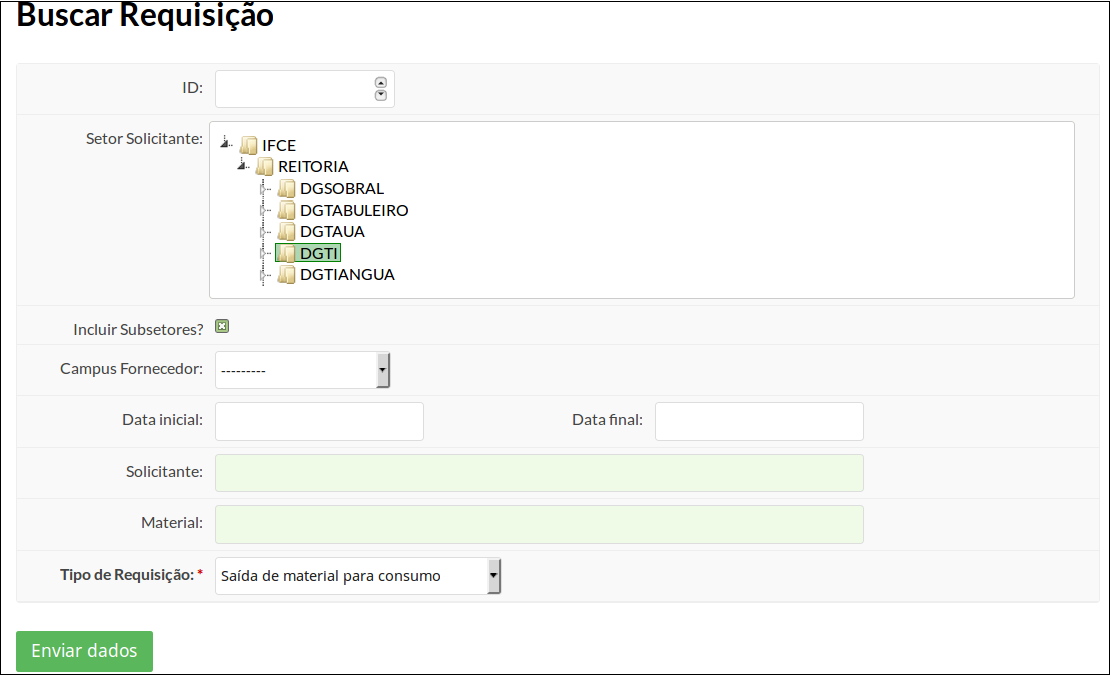 Buscar Requisição
ID:
Setor Solicitante:
IFCE
REITORIA
DGSOBRAL
DGTABULEIRO
DGTAUA
DGTI
DGTIANGUA
Incluir Subsetores?
Campus Fornecedor: ---------
Data inicial: Data final:
Solicitante:
Material:
Tipo de Requisição:* Saída de material para consumo
Enviar dados